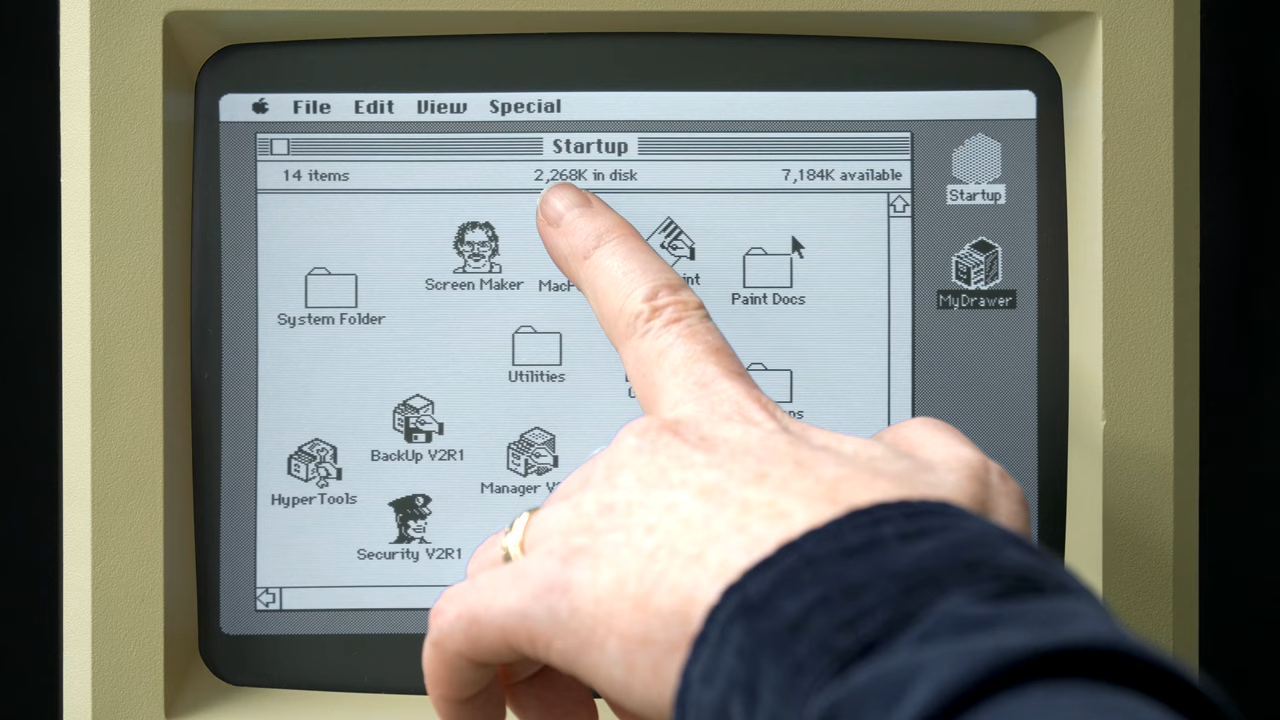 File Edit View Special
Startup
14 items 2,268K in disk 7,184K available
Startup
Screen Maker
Paint Docs
MyDrawer
System Folder
Utilities
BackUp V2R1
Manager
HyperTools
Security V2R1